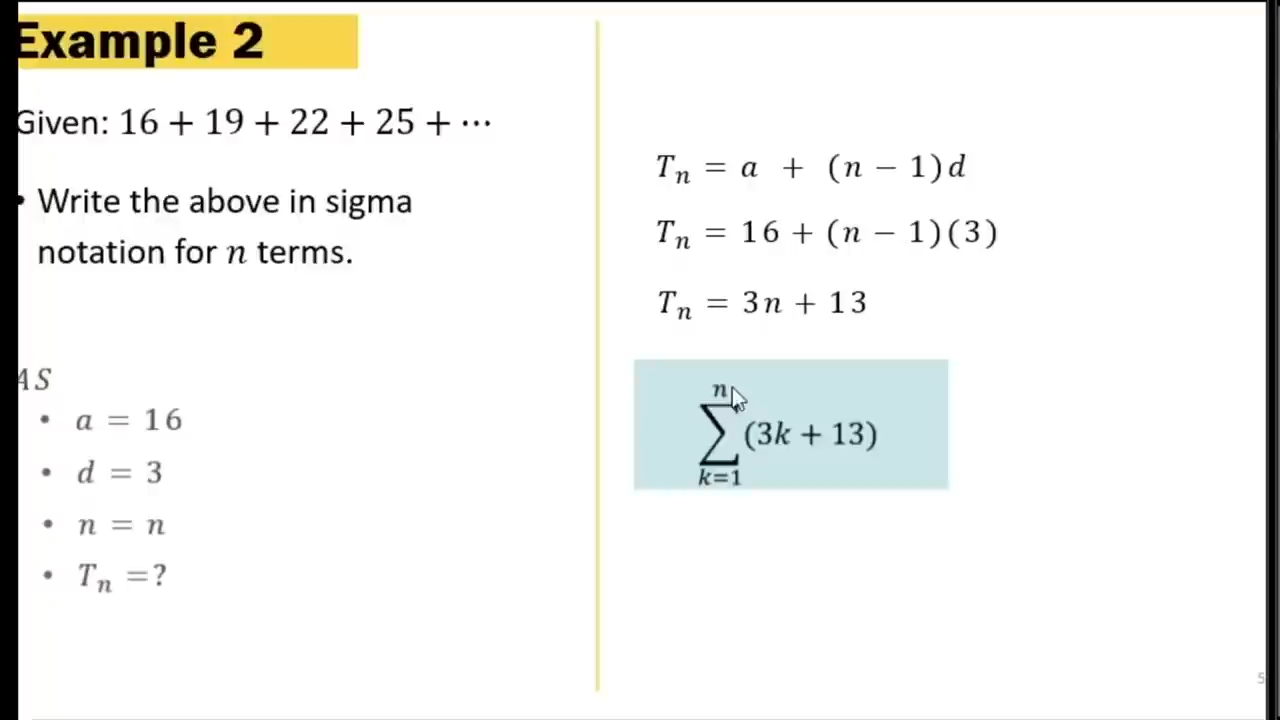 Example 2
Given: 16 + 19 + 22 + 25 + ⋯
• Write the above in sigma
notation for n terms.
AS
• a = 16
• d = 3
• n = n
• Tₙ =?
Tₙ = a + (n − 1)d
Tₙ = 16 + (n − 1)(3)
Tₙ = 3n + 13
n
∑(3k + 13)
k=1
5